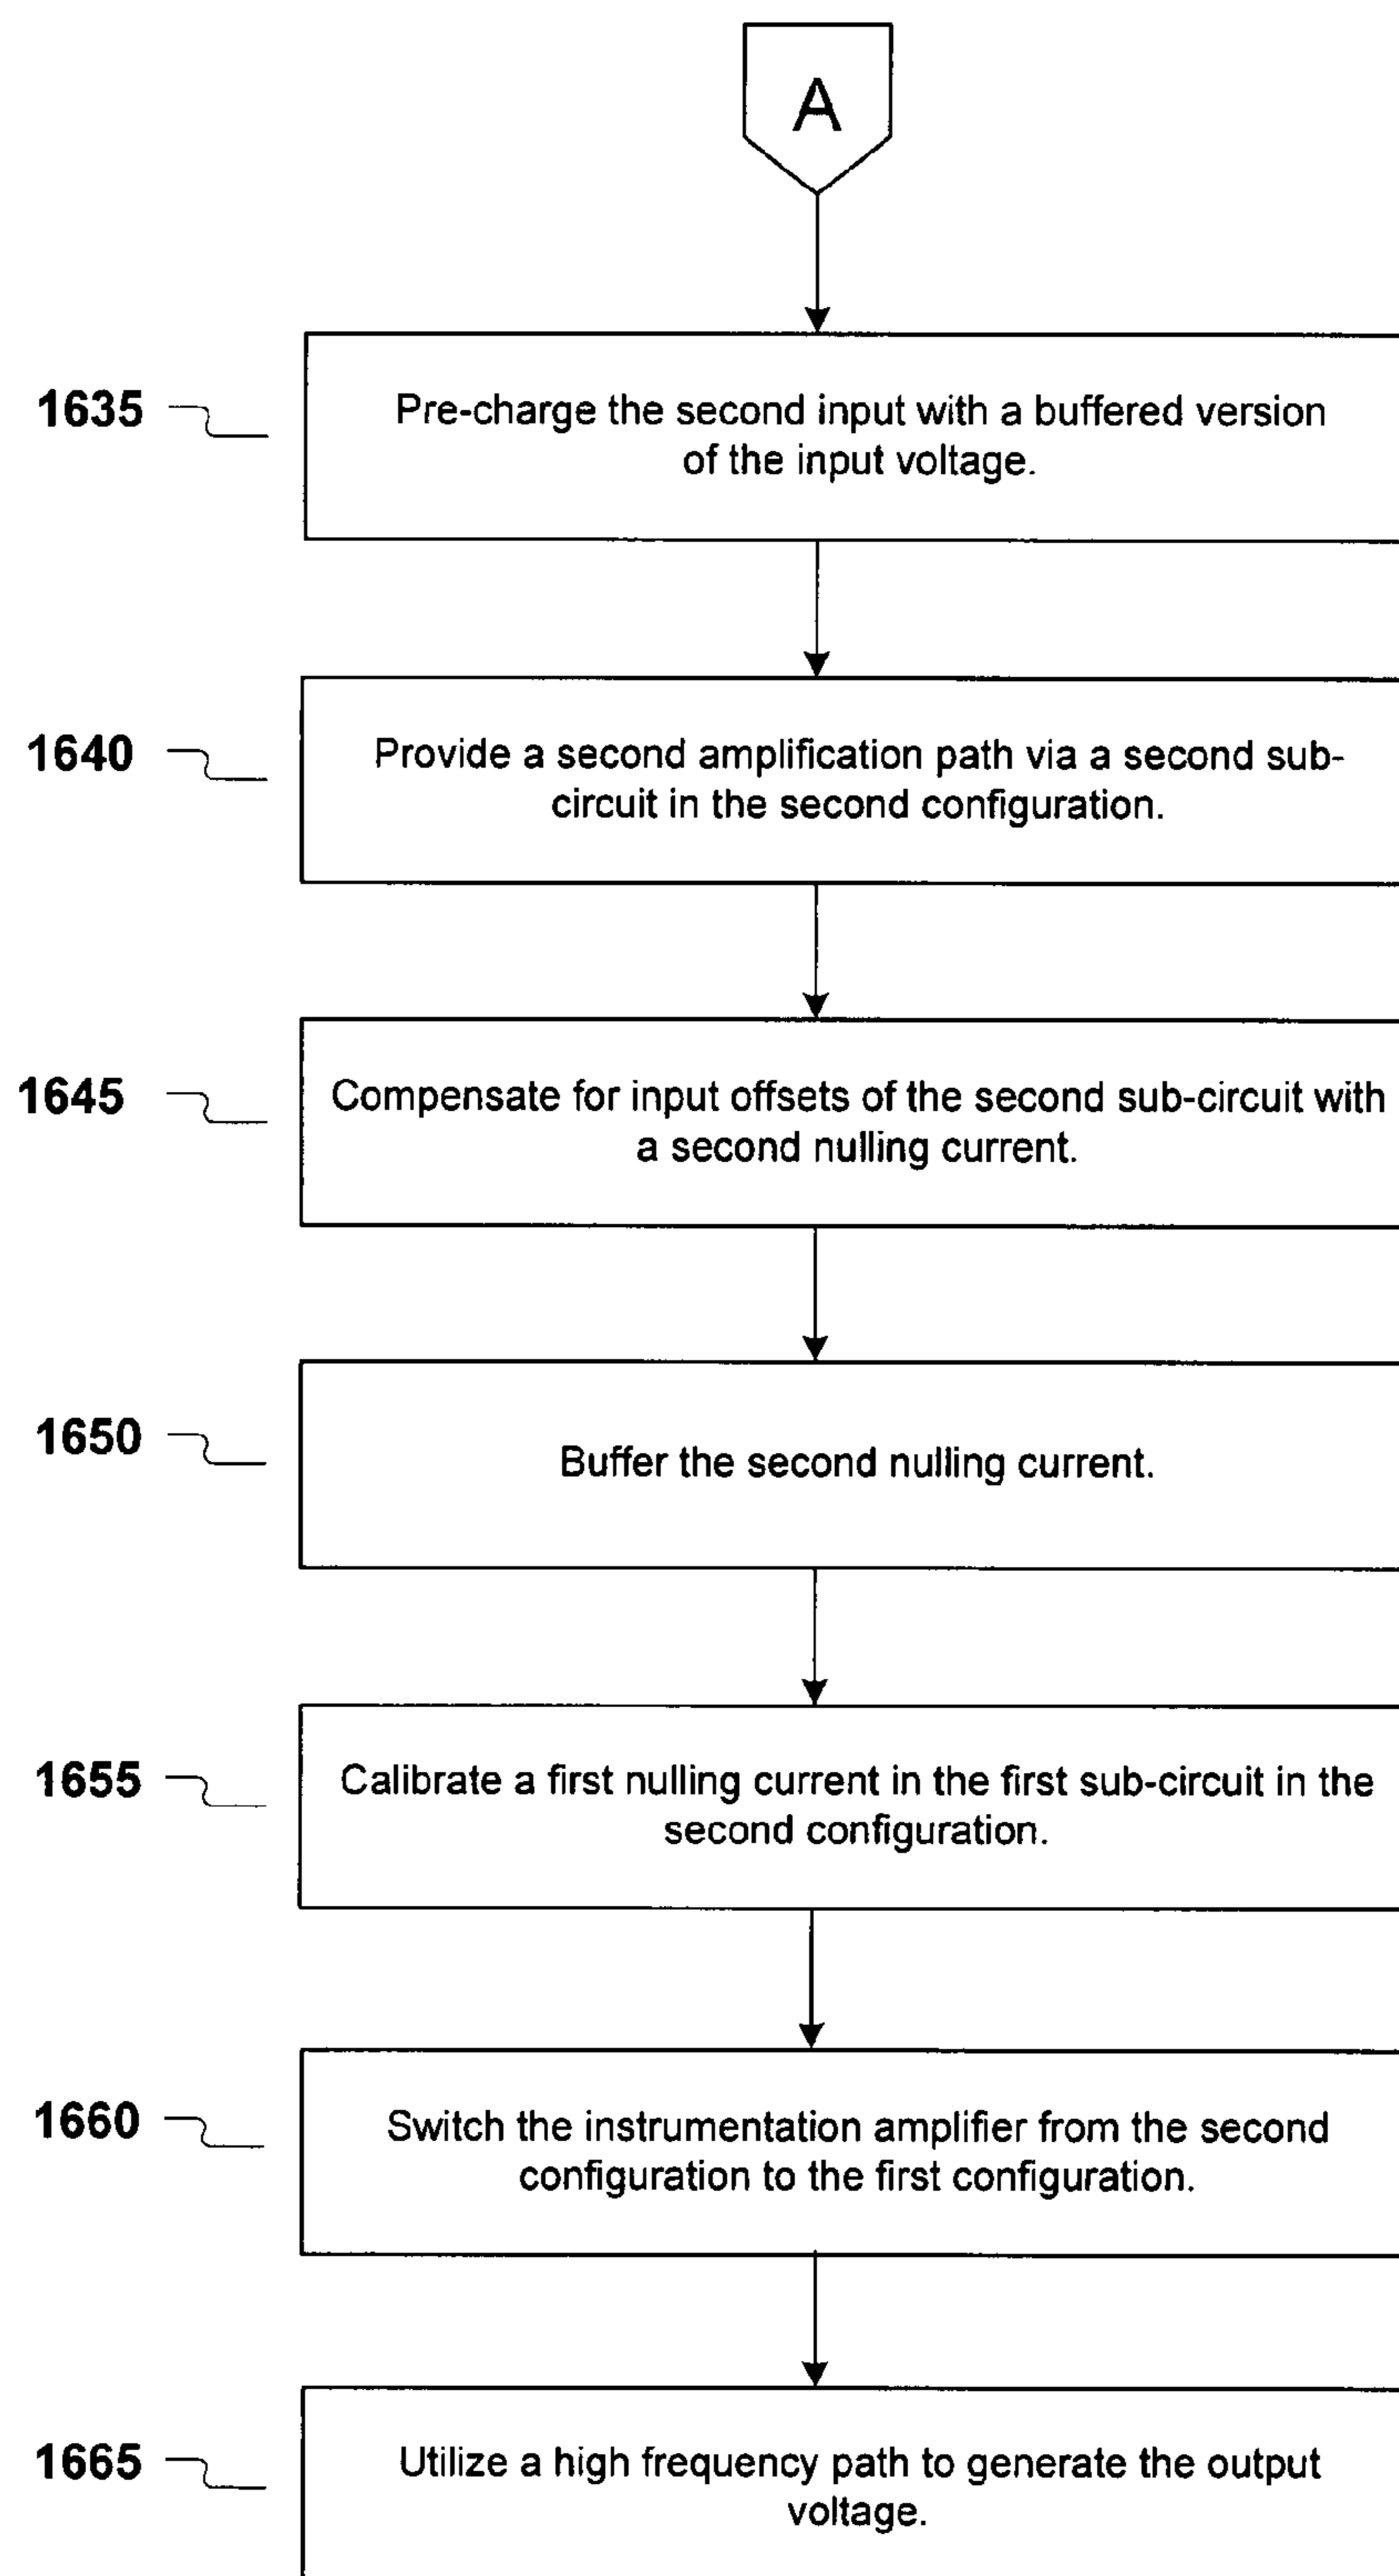 A
1635
Pre-charge the second input with a buffered version
of the input voltage.
1640
Provide a second amplification path via a second sub-
circuit in the second configuration.
1645
Compensate for input offsets of the second sub-circuit with
a second nulling current.
1650
Buffer the second nulling current.
1655
Calibrate a first nulling current in the first sub-circuit in the
second configuration.
1660
Switch the instrumentation amplifier from the second
configuration to the first configuration.
1665
Utilize a high frequency path to generate the output
voltage.